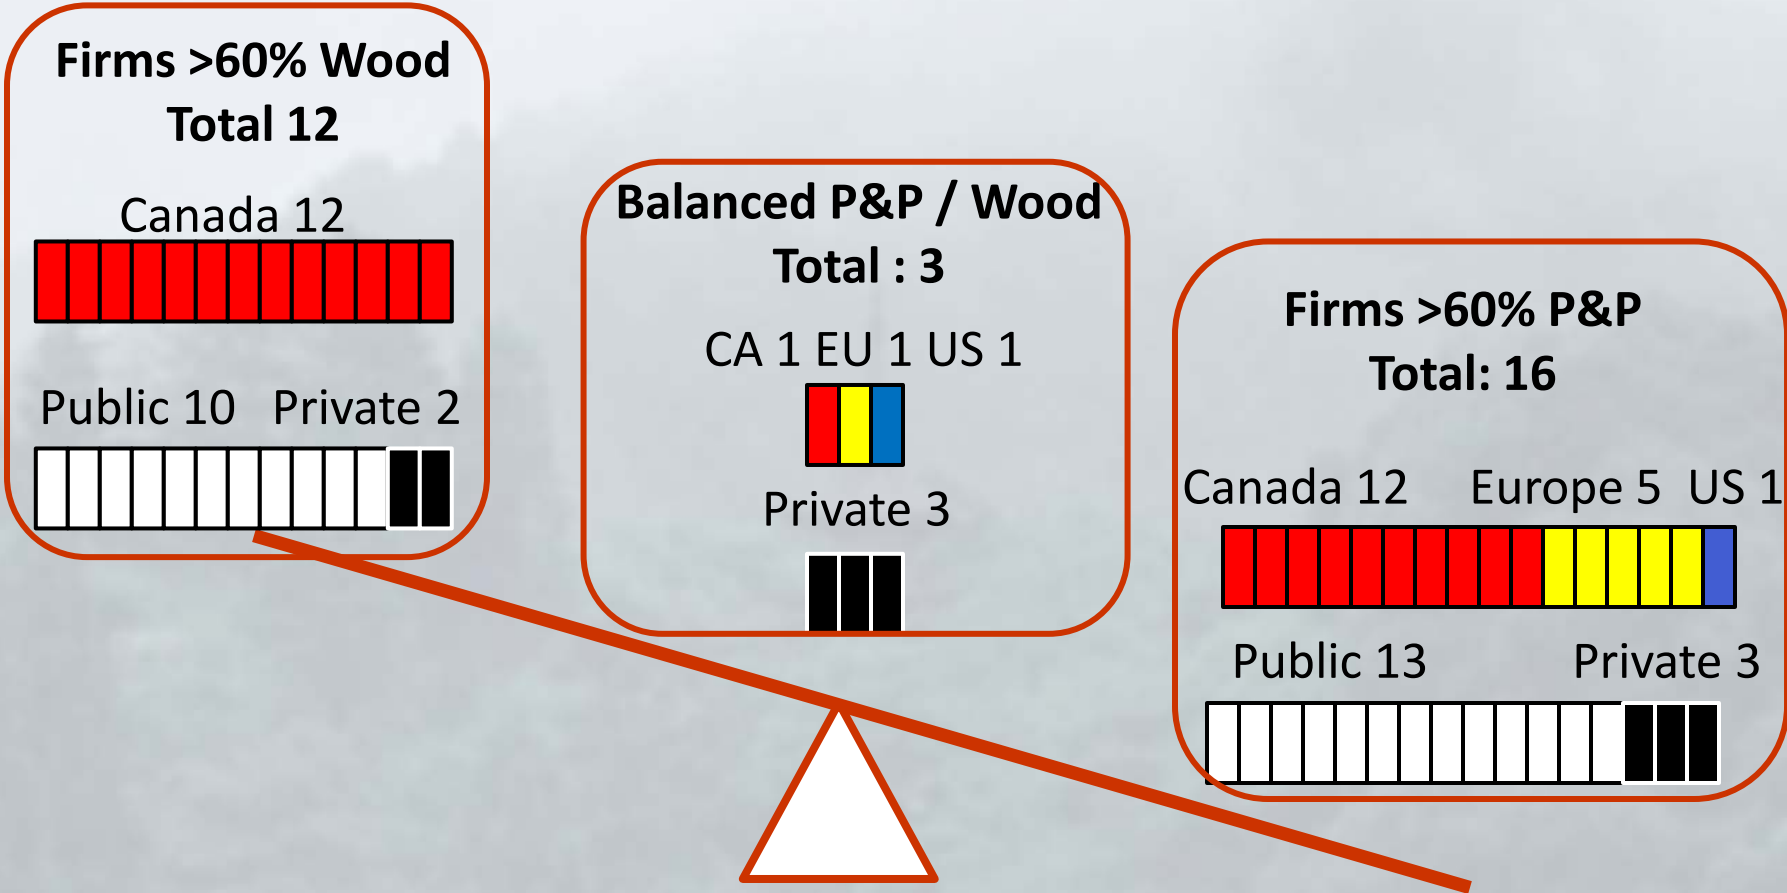 Firms >60% Wood
Total 12
Canada 12
Public 10 Private 2
Balanced P&P / Wood
Total : 3
CA 1 EU 1 US 1
Private 3
Firms >60% P&P
Total: 16
Canada 12 Europe 5 US 1
Public 13 Private 3